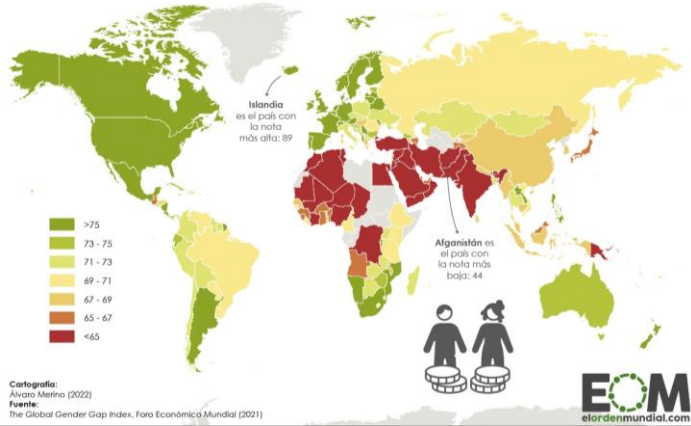 Islandia
es el país con
la nota
más alta: 89
Afganistán es
el país con
la nota más
baja: 44
>75
73 - 75
71 - 73
69 - 71
67 - 69
65 - 67
<65
Cartografía:
Álvaro Merino (2022)
Fuente:
The Global Gender Gap Index, Foro Económico Mundial (2021)
EOM
elordenmundial.com